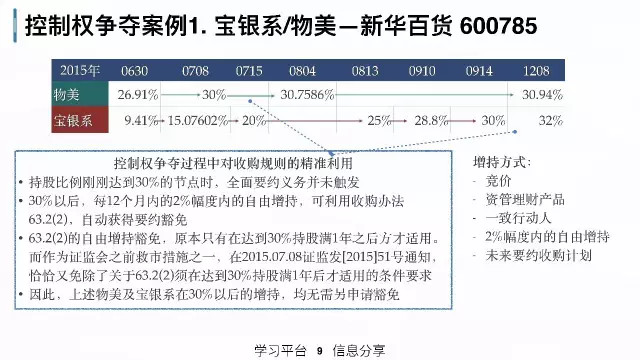 控制权争夺案例1. 宝银系/物美—新华百货 600785
2015年 0630 0708 0715 0804 0813 0910 0914 1208
物美 26.91% 30% 30.7586% 30.94%
宝银系 9.41% 15.07602% 20% 25% 28.8% 30% 32%
控制权争夺过程中对收购规则的精准利用
• 持股比例刚刚达到30%的节点时，全面要约义务并未触发
• 30%以后，每12个月内的2%幅度内的自由增持，可利用收购办法
63.2(2)，自动获得要约豁免
• 63.2(2)的自由增持豁免，原本只有在达到30%持股满1年之后方才适用。
而作为证监会之前救市措施之一，在2015.07.08证监发[2015]51号通知，
恰恰又免除了关于63.2(2)须在达到30%持股满1年后才适用的条件要求
• 因此，上述物美及宝银系在30%以后的增持，均无需另申请豁免
增持方式：
- 竞价
- 资管理财产品
- 一致行动人
- 2%幅度内的自由增持
- 未来要约收购计划
学习平台 9 信息分享